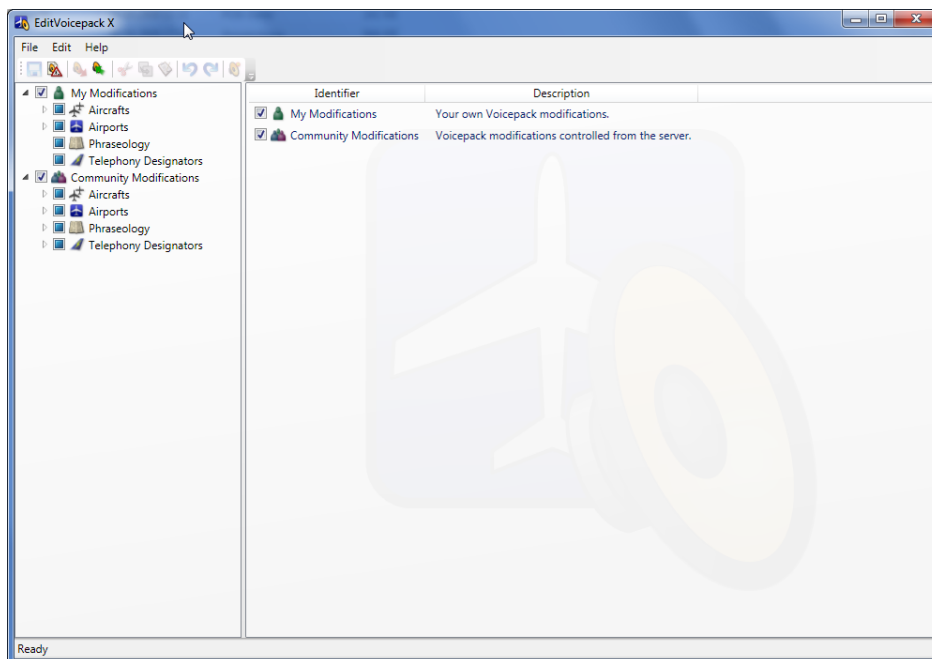 EditVoicepack X
File Edit Help
My Modifications
Aircrafts
Airports
Phraseology
Telephony Designators
Community Modifications
Aircrafts
Airports
Phraseology
Telephony Designators
Identifier Description
My Modifications Your own Voicepack modifications.
Community Modifications Voicepack modifications controlled from the server.
Ready